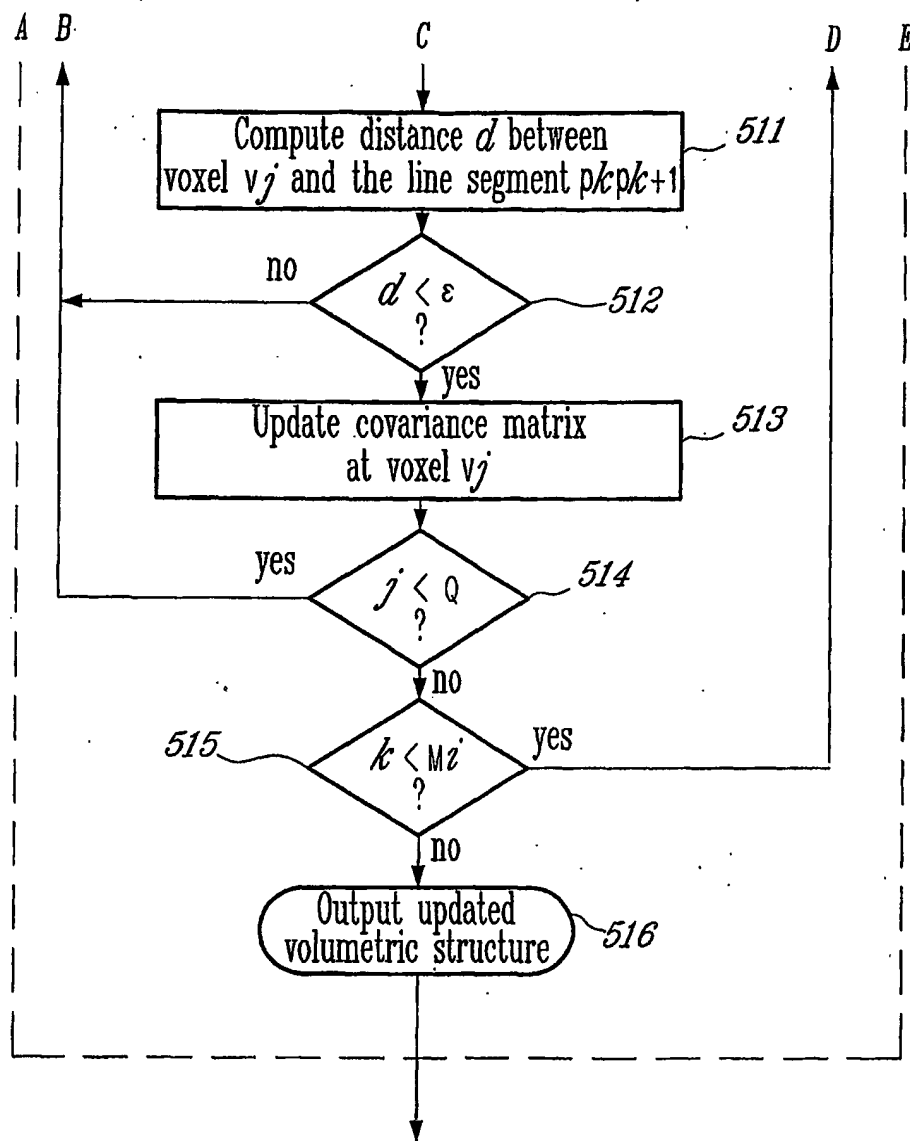 A B C D E
Compute distance d between
voxel vj and the line segment pkpk+1
511
no
d < ε
?
512
yes
Update covariance matrix
at voxel vj
513
yes
j < Q
?
514
no
515
k < Mi
?
yes
no
Output updated
volumetric structure
516